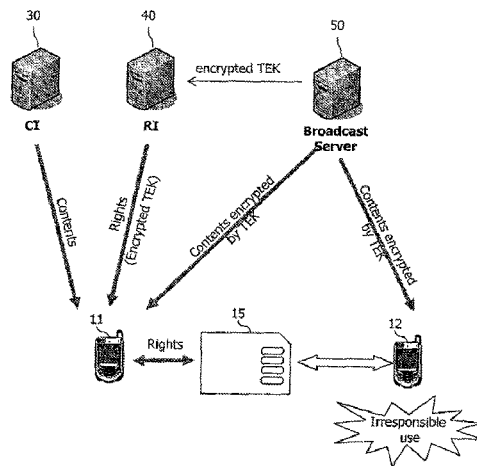 30
40
50
encrypted TEK
CI
RI
Broadcast
Server
Contents
Rights
(Encrypted TEK)
Contents encrypted
by TEK
Contents encrypted
by TEK
11
Rights
15
12
Irresponsible
use